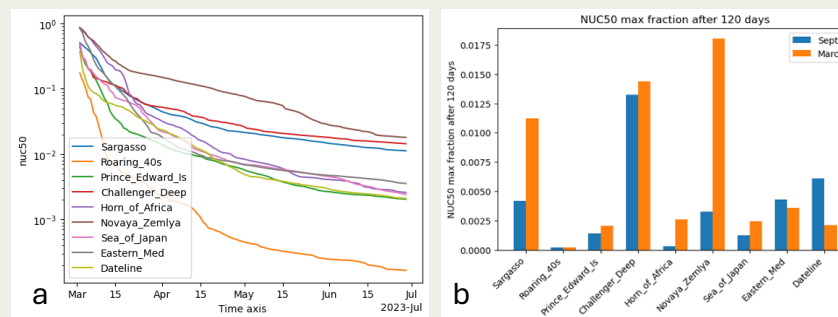 10⁰
10⁻¹
10⁻²
10⁻³
nuc50
Sargasso
Roaring_40s
Prince_Edward_Is
Challenger_Deep
Horn_of_Africa
Novaya_Zemlya
Sea_of_Japan
Eastern_Med
Dateline
Mar
15
Apr
15
May
15
Jun
15
Jul
Time axis
2023-Jul
a
NUC50 max fraction after 120 days
NUC50 max fraction after 120 days
0.0175
0.0150
0.0125
0.0100
0.0075
0.0050
0.0025
0.0000
Sept
Marc
Sargasso
Roaring_40s
Prince_Edward_Is
Challenger_Deep
Horn_of_Africa
Novaya_Zemlya
Sea_of_Japan
Eastern_Med
Dateline
b